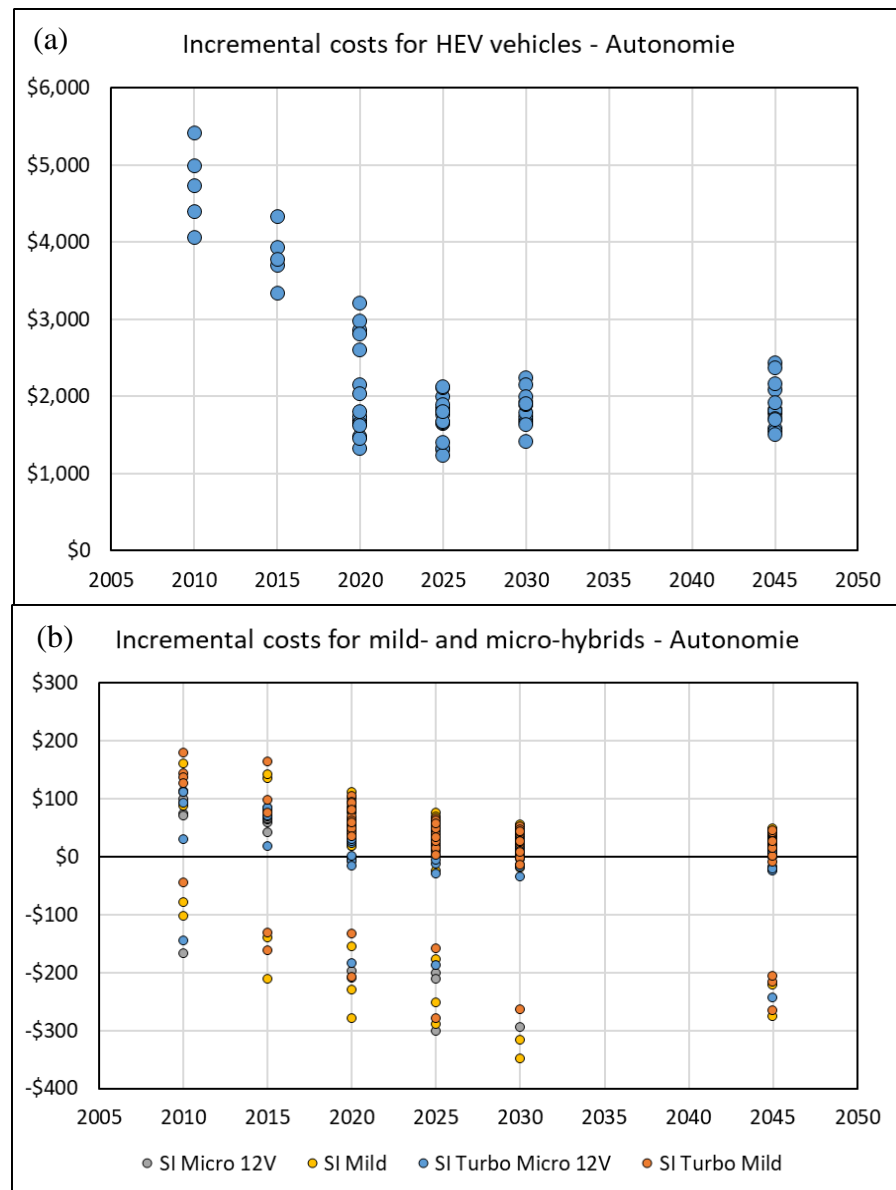 (a)
Incremental costs for HEV vehicles - Autonomie
$6,000
$5,000
$4,000
$3,000
$2,000
$1,000
$0
2005 2010 2015 2020 2025 2030 2035 2040 2045 2050
(b)
Incremental costs for mild- and micro-hybrids - Autonomie
$300
$200
$100
$0
-$100
-$200
-$300
-$400
2005 2010 2015 2020 2025 2030 2035 2040 2045 2050
SI Micro 12V SI Mild SI Turbo Micro 12V SI Turbo Mild